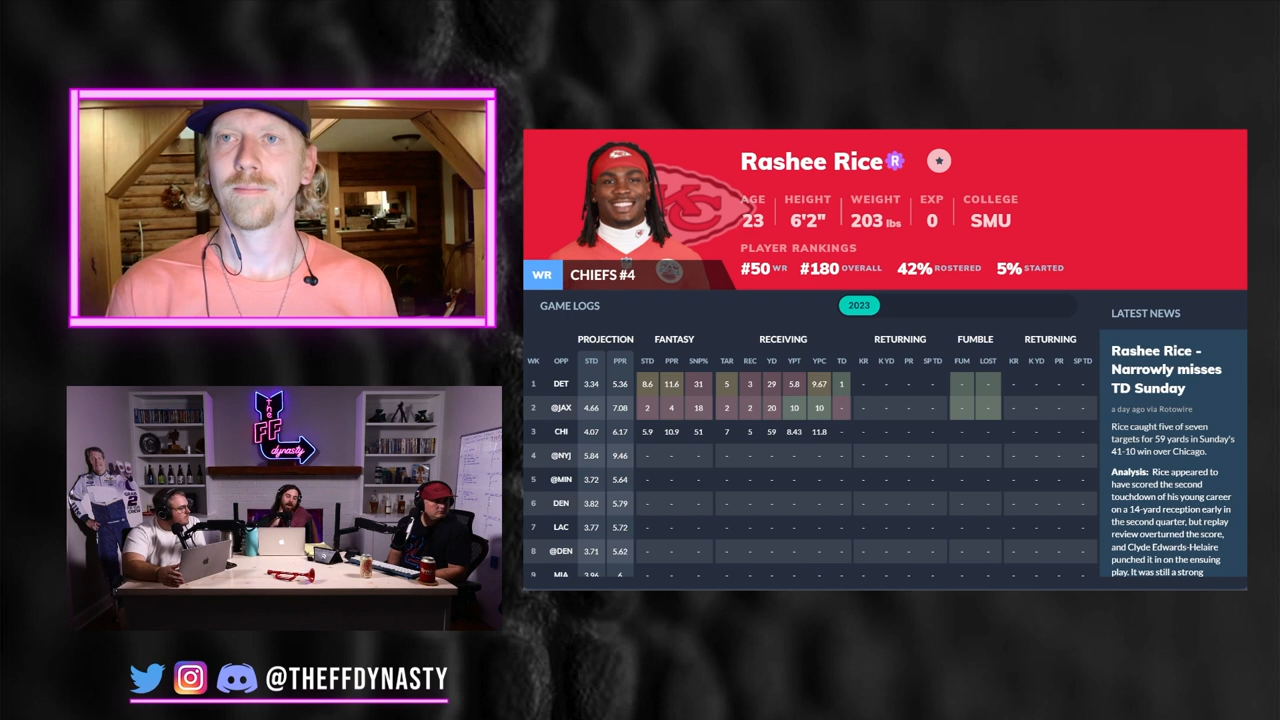 The
FF
dynasty
@THEFFDYNASTY
Rashee Rice R
AGE HEIGHT WEIGHT EXP COLLEGE
23 6'2" 203 lbs 0 SMU
PLAYER RANKINGS
#50 WR #180 OVERALL 42% ROSTERED 5% STARTED
WR CHIEFS #4
GAME LOGS 2023
PROJECTION FANTASY RECEIVING RETURNING FUMBLE RETURNING
WK OPP STD PPR STD PPR SNP% TAR REC YD YPT YPC TD KR K YD PR SP TD FUM LOST KR K YD PR SP TD
1 DET 3.34 5.36 8.6 11.6 31 5 3 29 5.8 9.67 1 - - - - - - - - - -
2 @JAX 4.66 7.08 2 4 18 2 2 20 10 10 - - - - - - - - - - -
3 CHI 4.07 6.17 5.9 10.9 51 7 5 59 8.43 11.8 - - - - - - - - - - -
4 @NYJ 5.84 9.46 - - - - - - - - - - - - - - - - - - -
5 @MIN 3.72 5.64 - - - - - - - - - - - - - - - - - - -
6 DEN 3.82 5.79 - - - - - - - - - - - - - - - - - - -
7 LAC 3.77 5.72 - - - - - - - - - - - - - - - - - - -
8 @DEN 3.71 5.62 - - - - - - - - - - - - - - - - - - -
9 MIA 3.96 6 - - - - - - - - - - - - - - - - - - -
LATEST NEWS
Rashee Rice -
Narrowly misses
TD Sunday
a day ago via Rotowire
Rice caught five of seven
targets for 59 yards in Sunday's
41-10 win over Chicago.
Analysis: Rice appeared to
have scored the second
touchdown of his young career
on a 14-yard reception early in
the second quarter, but replay
review overturned the score,
and Clyde Edwards-Helaire
punched it in on the ensuing
play. It was still a strong